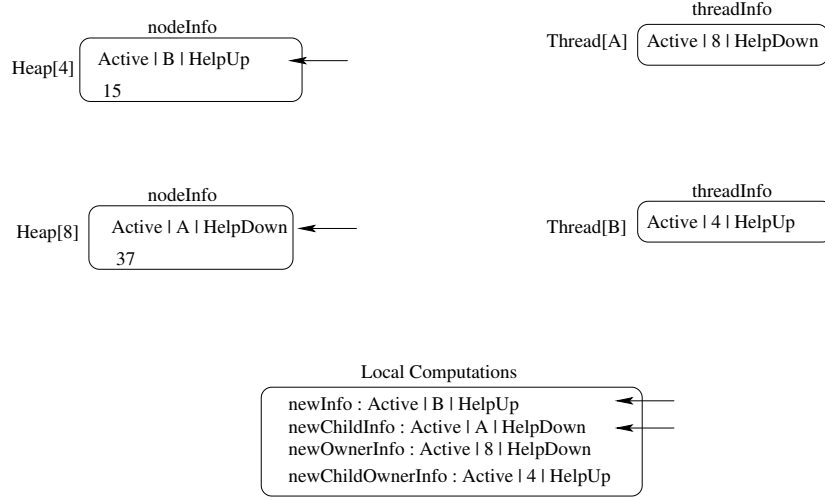 nodeInfo
Heap[4]
Active | B | HelpUp
15
threadInfo
Thread[A]
Active | 8 | HelpDown
nodeInfo
Heap[8]
Active | A | HelpDown
37
threadInfo
Thread[B]
Active | 4 | HelpUp
Local Computations
newInfo : Active | B | HelpUp
newChildInfo : Active | A | HelpDown
newOwnerInfo : Active | 8 | HelpDown
newChildOwnerInfo : Active | 4 | HelpUp